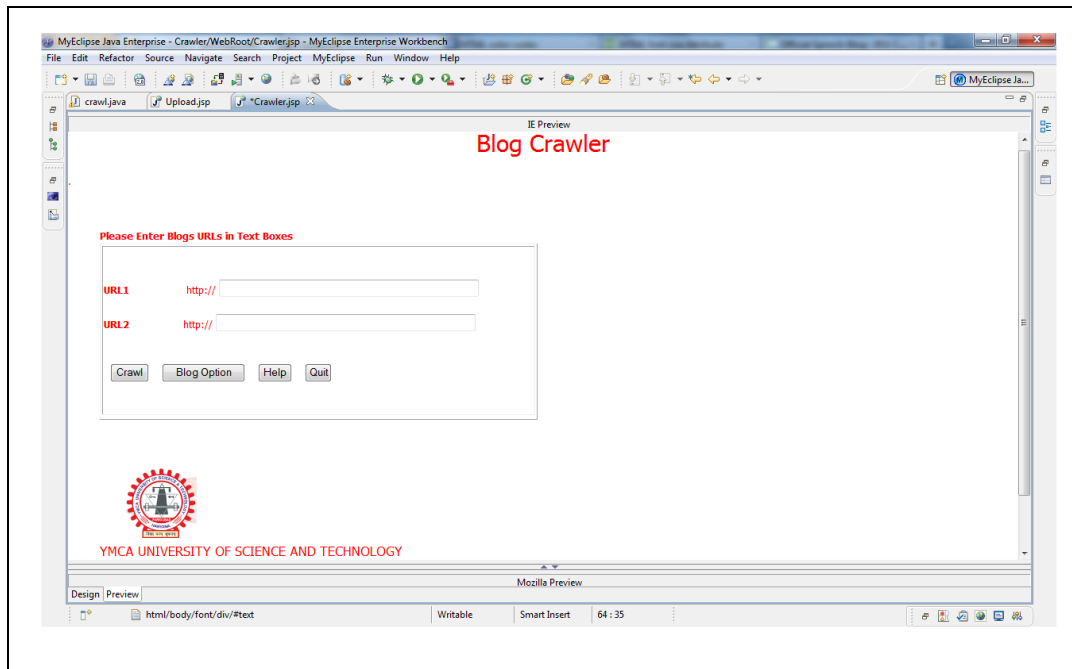 MyEclipse Java Enterprise - Crawler/WebRoot/Crawler.jsp - MyEclipse Enterprise Workbench
File Edit Refactor Source Navigate Search Project MyEclipse Run Window Help
MyEclipse Ja...
crawl.java Upload.jsp *Crawler.jsp
IE Preview
Blog Crawler
Please Enter Blogs URLs in Text Boxes
URL1 http://
URL2 http://
Crawl Blog Option Help Quit
YMCA UNIVERSITY OF SCIENCE AND TECHNOLOGY
Mozilla Preview
Design Preview
html/body/font/div/#text Writable Smart Insert 64 : 35